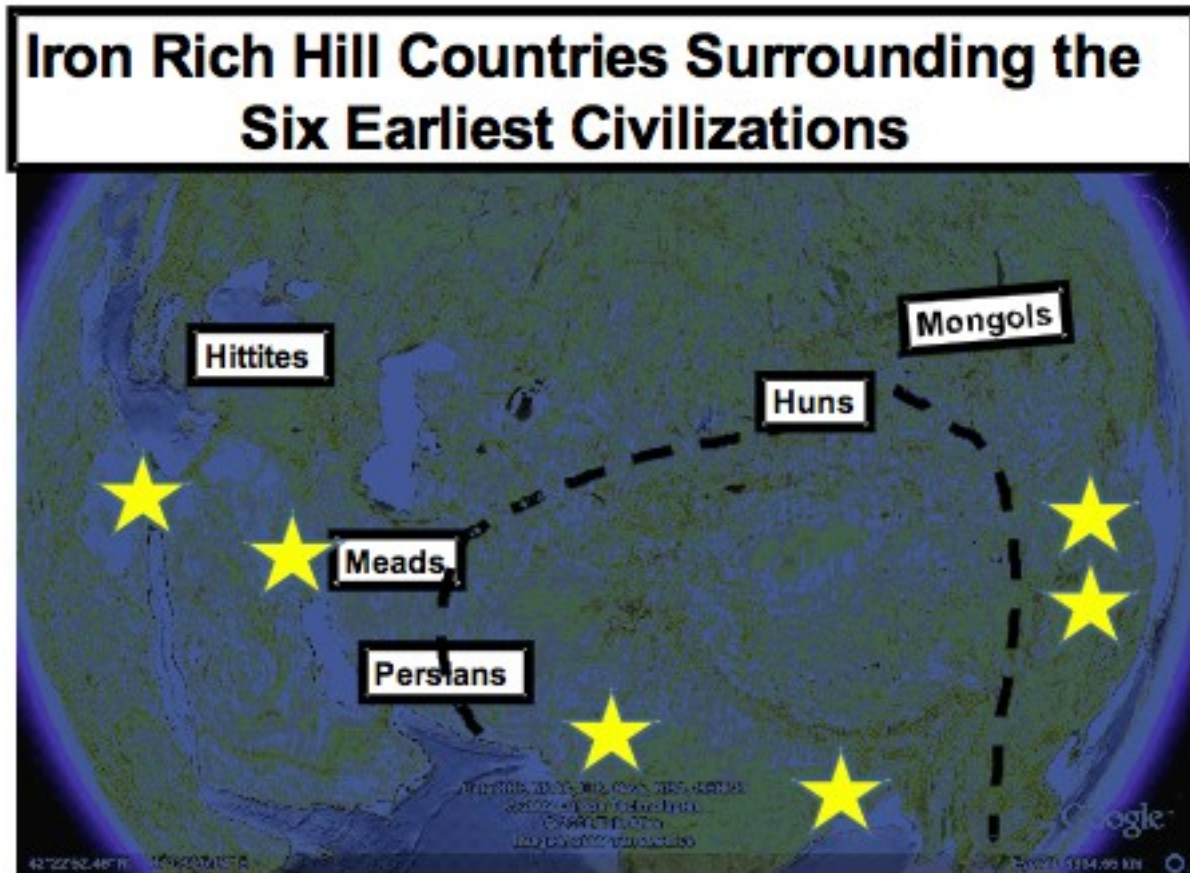 Iron Rich Hill Countries Surrounding the
Six Earliest Civilizations
Mongols
Hittites
Huns
Meads
Persians
Google